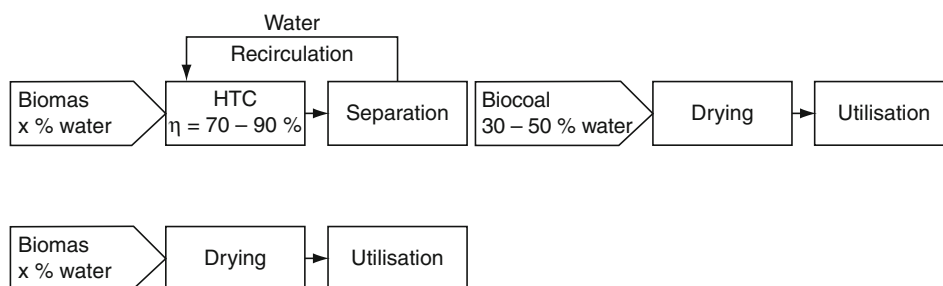 Water
Recirculation
Biomas
x % water
HTC
η = 70 – 90 %
Separation
Biocoal
30 – 50 % water
Drying
Utilisation
Biomas
x % water
Drying
Utilisation